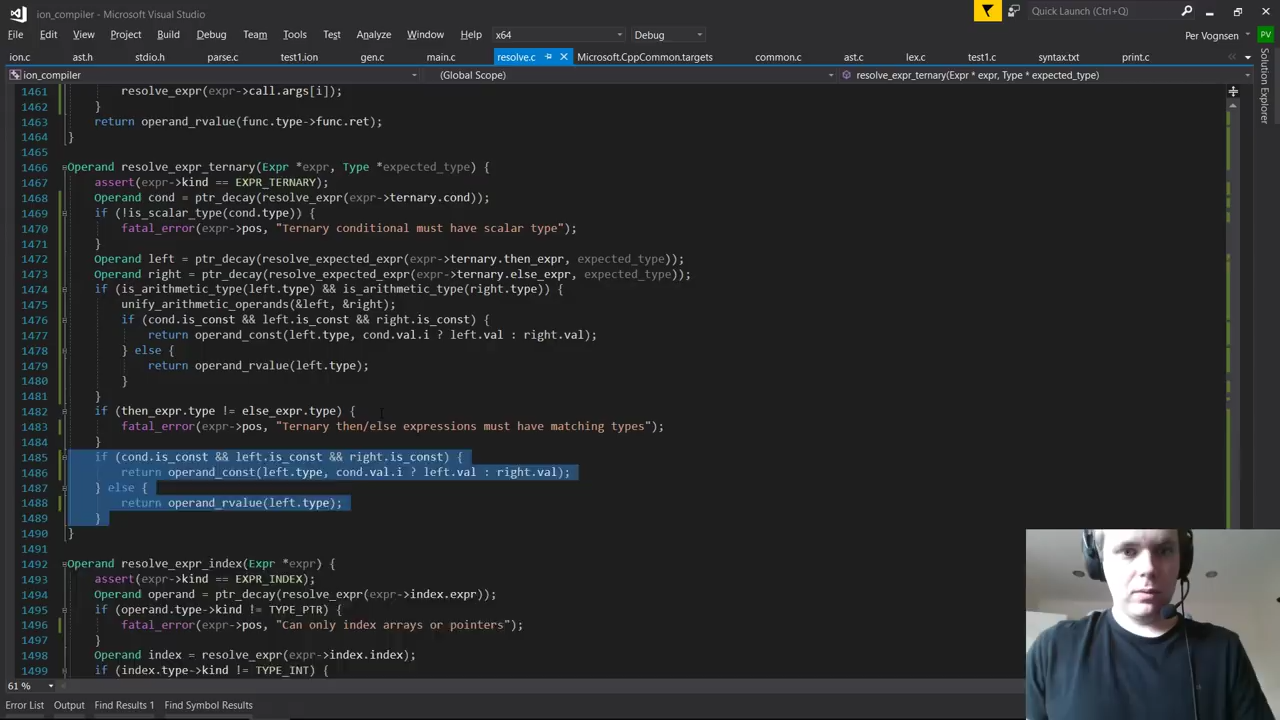 ion_compiler - Microsoft Visual Studio
Quick Launch (Ctrl+Q)
File Edit View Project Build Debug Team Tools Test Analyze Window Help x64 Debug Per Vognsen PV
ion.c ast.h stdio.h parse.c test1.ion gen.c main.c resolve.c Microsoft.CppCommon.targets common.c ast.c lex.c test1.c syntax.txt print.c
ion_compiler (Global Scope) resolve_expr_ternary(Expr * expr, Type * expected_type)
Solution Explorer
1461 resolve_expr(expr->call.args[i]);
1462 }
1463 return operand_rvalue(func.type->func.ret);
1464 }
1465
1466 Operand resolve_expr_ternary(Expr *expr, Type *expected_type) {
1467 assert(expr->kind == EXPR_TERNARY);
1468 Operand cond = ptr_decay(resolve_expr(expr->ternary.cond));
1469 if (!is_scalar_type(cond.type)) {
1470 fatal_error(expr->pos, "Ternary conditional must have scalar type");
1471 }
1472 Operand left = ptr_decay(resolve_expected_expr(expr->ternary.then_expr, expected_type));
1473 Operand right = ptr_decay(resolve_expected_expr(expr->ternary.else_expr, expected_type));
1474 if (is_arithmetic_type(left.type) && is_arithmetic_type(right.type)) {
1475 unify_arithmetic_operands(&left, &right);
1476 if (cond.is_const && left.is_const && right.is_const) {
1477 return operand_const(left.type, cond.val.i ? left.val : right.val);
1478 } else {
1479 return operand_rvalue(left.type);
1480 }
1481 }
1482 if (then_expr.type != else_expr.type) {
1483 fatal_error(expr->pos, "Ternary then/else expressions must have matching types");
1484 }
1485 if (cond.is_const && left.is_const && right.is_const) {
1486 return operand_const(left.type, cond.val.i ? left.val : right.val);
1487 } else {
1488 return operand_rvalue(left.type);
1489 }
1490 }
1491
1492 Operand resolve_expr_index(Expr *expr) {
1493 assert(expr->kind == EXPR_INDEX);
1494 Operand operand = ptr_decay(resolve_expr(expr->index.expr));
1495 if (operand.type->kind != TYPE_PTR) {
1496 fatal_error(expr->pos, "Can only index arrays or pointers");
1497 }
1498 Operand index = resolve_expr(expr->index.index);
1499 if (index.type->kind != TYPE_INT) {
61 %
Error List Output Find Results 1 Find Symbol Results